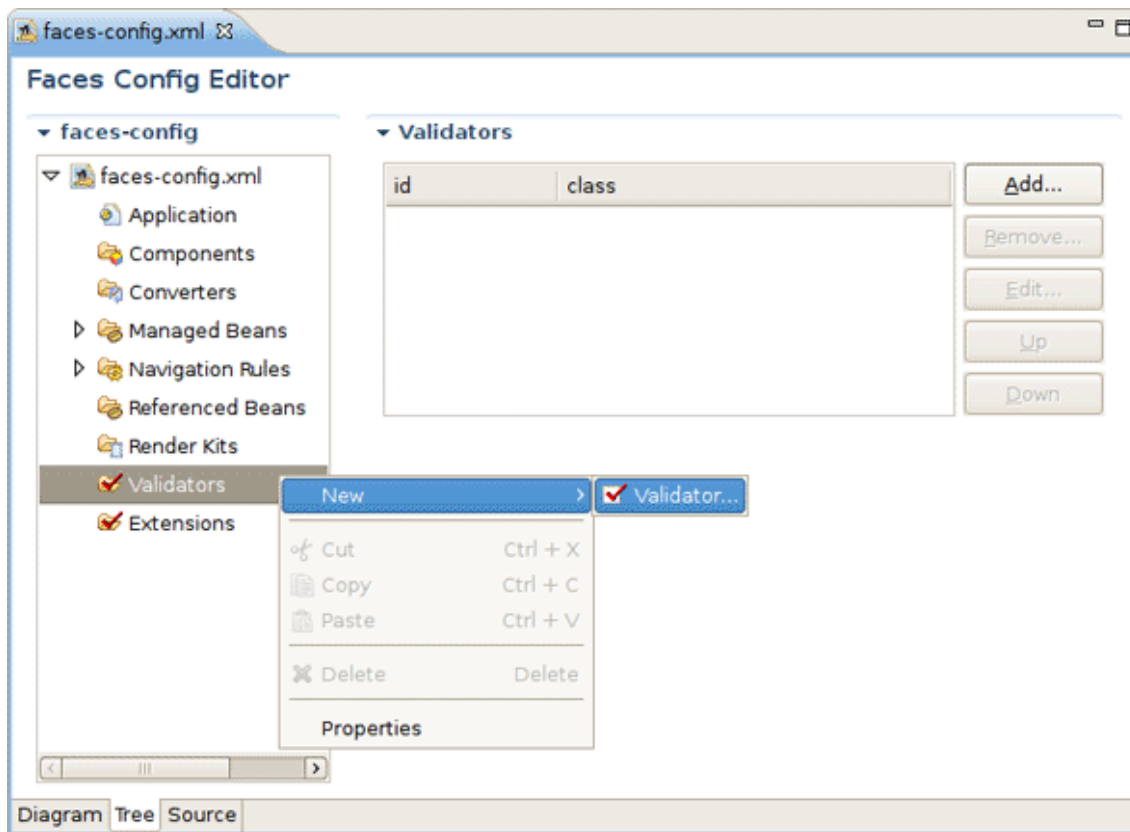 faces-config.xml
Faces Config Editor
faces-config
faces-config.xml
Application
Components
Converters
Managed Beans
Navigation Rules
Referenced Beans
Render Kits
Validators
Extensions
Validators
id class
Add...
Remove...
Edit...
Up
Down
New
Validator...
Cut Ctrl + X
Copy Ctrl + C
Paste Ctrl + V
Delete Delete
Properties
Diagram Tree Source